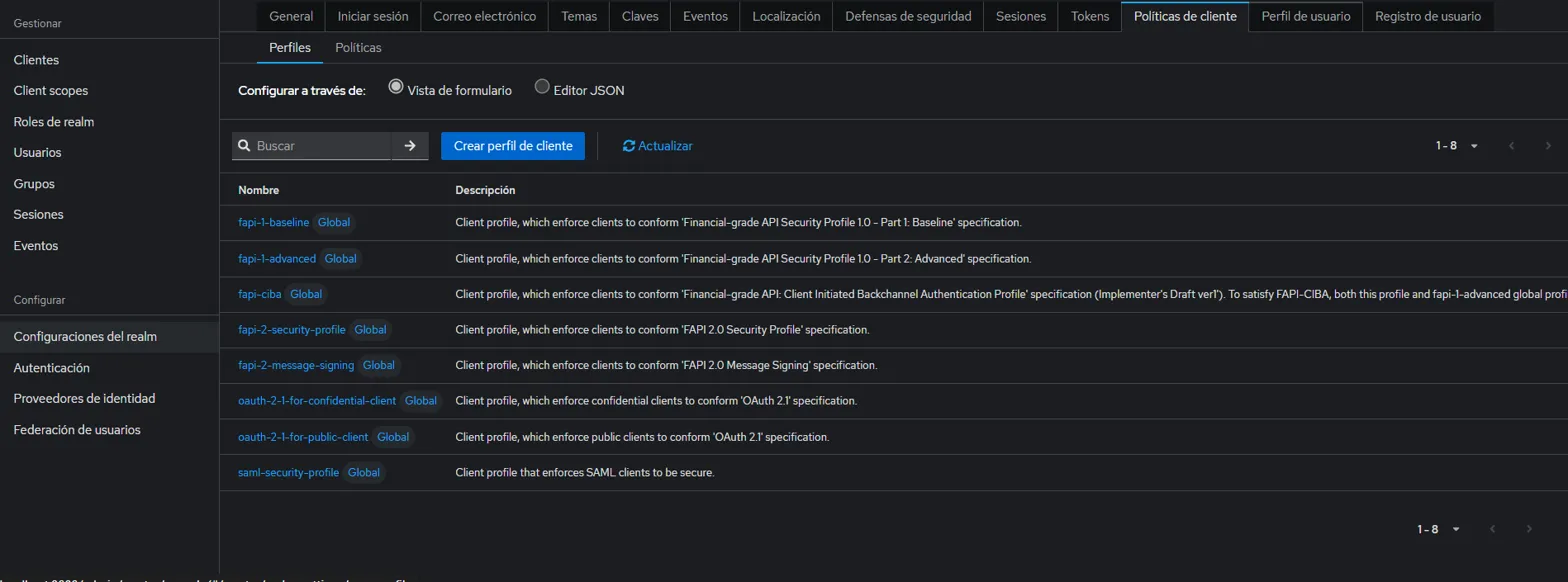 Gestionar
Clientes
Client scopes
Roles de realm
Usuarios
Grupos
Sesiones
Eventos
Configurar
Configuraciones del realm
Autenticación
Proveedores de identidad
Federación de usuarios
General Iniciar sesión Correo electrónico Temas Claves Eventos Localización Defensas de seguridad Sesiones Tokens Políticas de cliente Perfil de usuario Registro de usuario
Perfiles Políticas
Configurar a través de: Vista de formulario Editor JSON
Buscar Crear perfil de cliente Actualizar 1 - 8
Nombre Descripción
fapi-1-baseline Global Client profile, which enforce clients to conform 'Financial-grade API Security Profile 1.0 - Part 1: Baseline' specification.
fapi-1-advanced Global Client profile, which enforce clients to conform 'Financial-grade API Security Profile 1.0 - Part 2: Advanced' specification.
fapi-ciba Global Client profile, which enforce clients to conform 'Financial-grade API: Client Initiated Backchannel Authentication Profile' specification (Implementer's Draft ver1'). To satisfy FAPI-CIBA, both this profile and fapi-1-advanced global profi
fapi-2-security-profile Global Client profile, which enforce clients to conform 'FAPI 2.0 Security Profile' specification.
fapi-2-message-signing Global Client profile, which enforce clients to conform 'FAPI 2.0 Message Signing' specification.
oauth-2-1-for-confidential-client Global Client profile, which enforce confidential clients to conform 'OAuth 2.1' specification.
oauth-2-1-for-public-client Global Client profile, which enforce public clients to conform 'OAuth 2.1' specification.
saml-security-profile Global Client profile that enforces SAML clients to be secure.
1 - 8